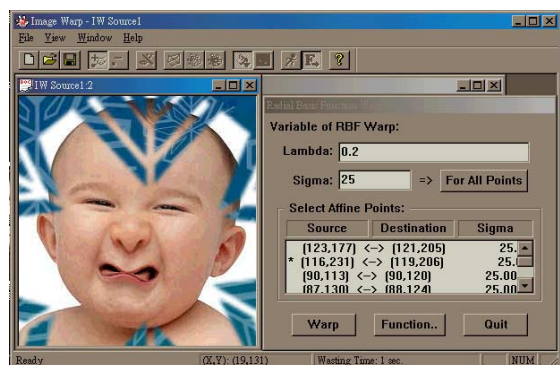 Image Warp - IW Source1
File View Window Help
IW Source1:2
Radial Basis Function Warp
Variable of RBF Warp:
Lambda: 0.2
Sigma: 25 => For All Points
Select Affine Points:
Source Destination Sigma
(123,177) <-> (121,205) 25.
* (116,231) <-> (119,206) 25.
(90,113) <-> (90,120) 25.00
(87,130) <-> (88,124) 25.00
Warp Function.. Quit
Ready (X,Y): (19,131) Wasting Time: 1 sec. NUM